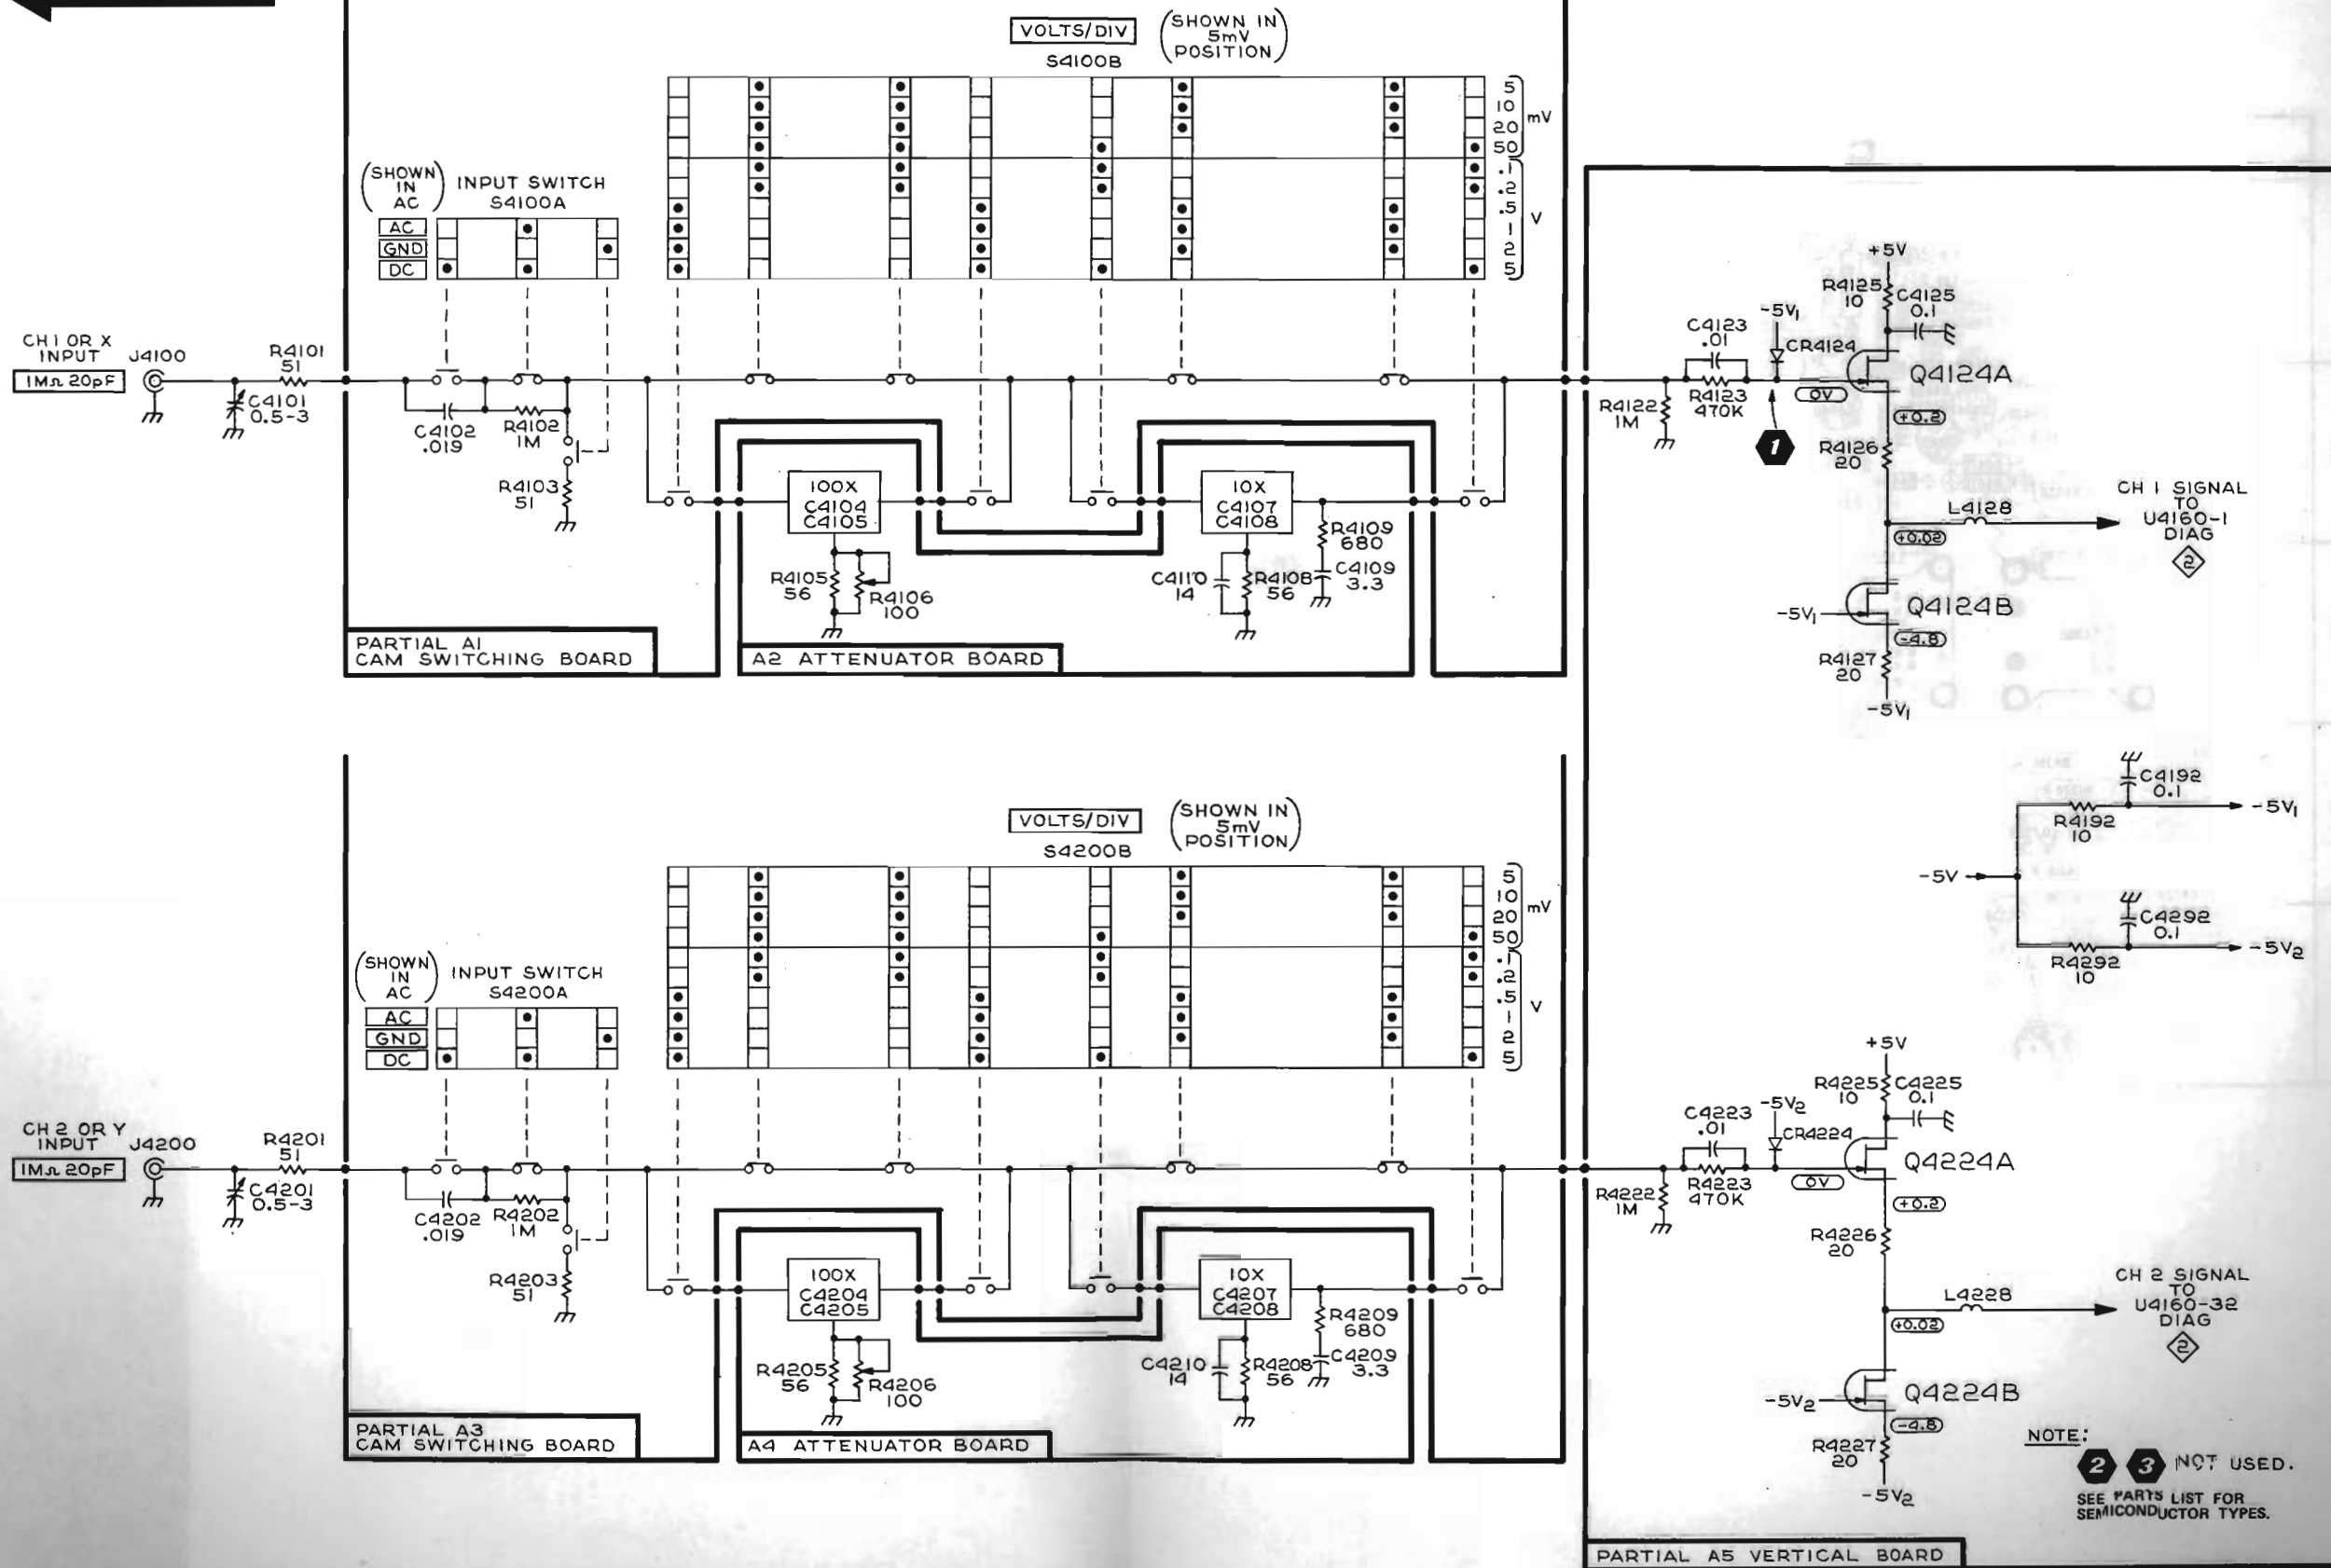 VOLTS/DIV
S4100B
(SHOWN IN
5mV
POSITION)
5
10
20
50
mV
.1
.2
.5
1
2
5
V
(SHOWN
IN
AC)
INPUT SWITCH
S4100A
AC
GND
DC
CH 1 OR X
INPUT
1MΩ 20pF
J4100
R4101
51
C4101
0.5-3
C4102
.019
R4102
1M
R4103
51
100X
C4104
C4105
R4105
56
R4106
100
10X
C4107
C4108
C4110
14
R4108
56
R4109
680
C4109
3.3
PARTIAL A1
CAM SWITCHING BOARD
A2 ATTENUATOR BOARD
R4122
1M
C4123
.01
R4123
470K
-5V1
CR4124
1
0V
+5V
R4125
10
C4125
0.1
Q4124A
+0.2
R4126
20
L4128
+0.02
CH 1 SIGNAL
TO
U4160-1
DIAG
2
-5V1
Q4124B
-4.8
R4127
20
-5V1
C4192
0.1
R4192
10
-5V1
-5V
C4292
0.1
R4292
10
-5V2
VOLTS/DIV
S4200B
(SHOWN IN
5mV
POSITION)
5
10
20
50
mV
.1
.2
.5
1
2
5
V
(SHOWN
IN
AC)
INPUT SWITCH
S4200A
AC
GND
DC
CH 2 OR Y
INPUT
1MΩ 20pF
J4200
R4201
51
C4201
0.5-3
C4202
.019
R4202
1M
R4203
51
100X
C4204
C4205
R4205
56
R4206
100
10X
C4207
C4208
C4210
14
R4208
56
R4209
680
C4209
3.3
PARTIAL A3
CAM SWITCHING BOARD
A4 ATTENUATOR BOARD
R4222
1M
C4223
.01
R4223
470K
-5V2
CR4224
0V
+5V
R4225
10
C4225
0.1
Q4224A
+0.2
R4226
20
L4228
+0.02
CH 2 SIGNAL
TO
U4160-32
DIAG
2
-5V2
Q4224B
-4.8
R4227
20
-5V2
NOTE:
2 3 NOT USED.
SEE PARTS LIST FOR
SEMICONDUCTOR TYPES.
PARTIAL A5 VERTICAL BOARD